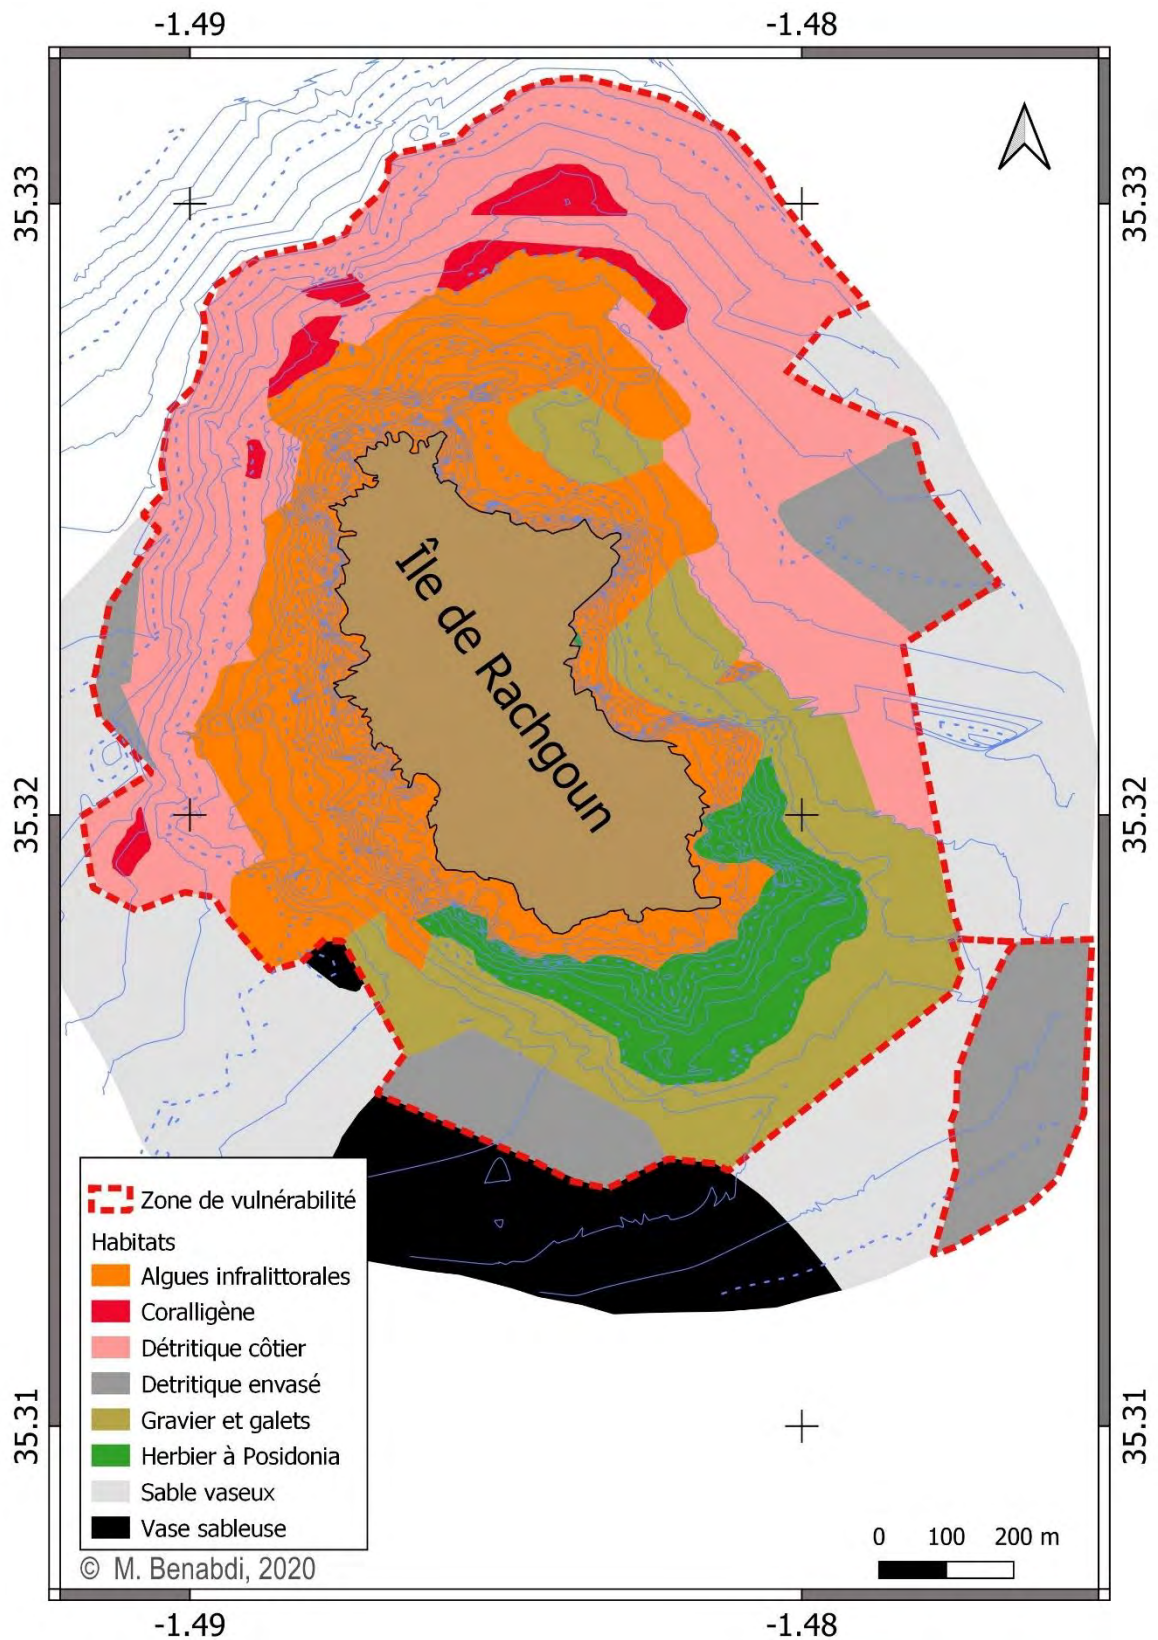 -1.49
-1.48
35.33
35.33
Île de Rachgoun
35.32
35.32
Zone de vulnérabilité
Habitats
Algues infralittorales
Coralligène
Détritique côtier
Detritique envasé
Gravier et galets
Herbier à Posidonia
Sable vaseux
Vase sableuse
35.31
35.31
0 100 200 m
© M. Benabdi, 2020
-1.49
-1.48